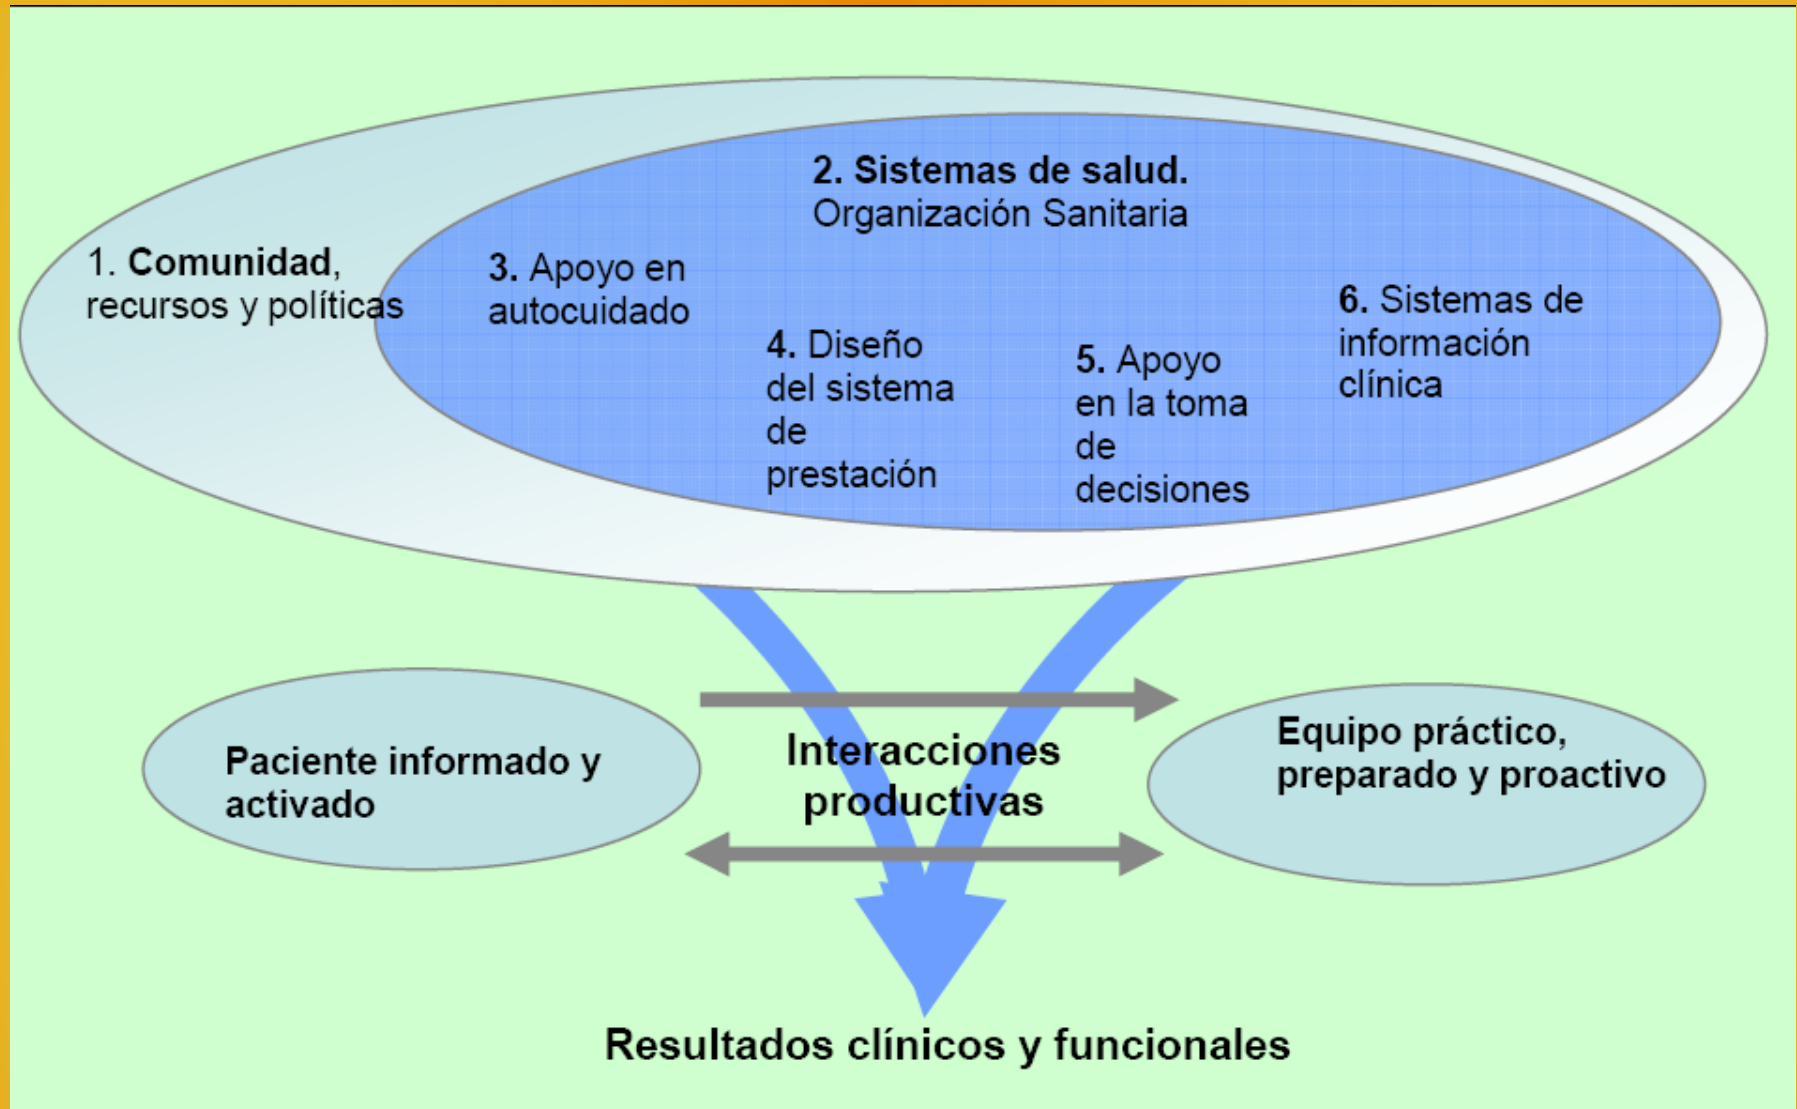 2. Sistemas de salud.
Organización Sanitaria
1. Comunidad,
recursos y políticas
3. Apoyo en
autocuidado
4. Diseño
del sistema
de
prestación
5. Apoyo
en la toma
de
decisiones
6. Sistemas de
información
clínica
Paciente informado y
activado
Interacciones
productivas
Equipo práctico,
preparado y proactivo
Resultados clínicos y funcionales